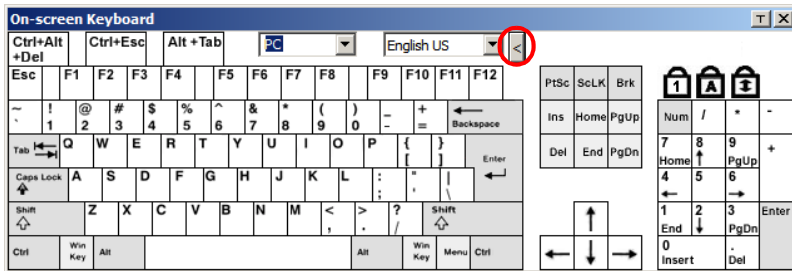 On-screen Keyboard T X
Ctrl+Alt +Del Ctrl+Esc Alt +Tab PC English US <
Esc F1 F2 F3 F4 F5 F6 F7 F8 F9 F10 F11 F12 PtSc ScLK Brk 1 A
~ ! @ # $ % ^ & * ( ) _ +
` 1 2 3 4 5 6 7 8 9 0 - = Backspace Ins Home PgUp Num / * -
Tab Q W E R T Y U I O P { }
[ ] Enter Del End PgDn 7 Home 8 9 PgUp +
Caps Lock A S D F G H J K L : " |
; ' \ 4 5 6
Shift Z X C V B N M < > ? Shift
, . / 1 End 2 3 PgDn Enter
Ctrl Win Key Alt Alt Win Key Menu Ctrl 0 Insert . Del